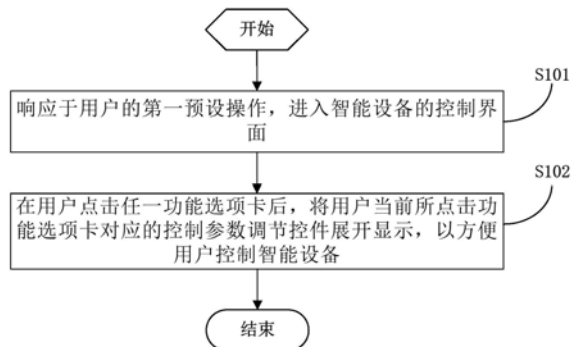 开始
S101
响应于用户的第一预设操作，进入智能设备的控制界
面
S102
在用户点击任一功能选项卡后，将用户当前所点击功
能选项卡对应的控制参数调节控件展开显示，以方便
用户控制智能设备
结束